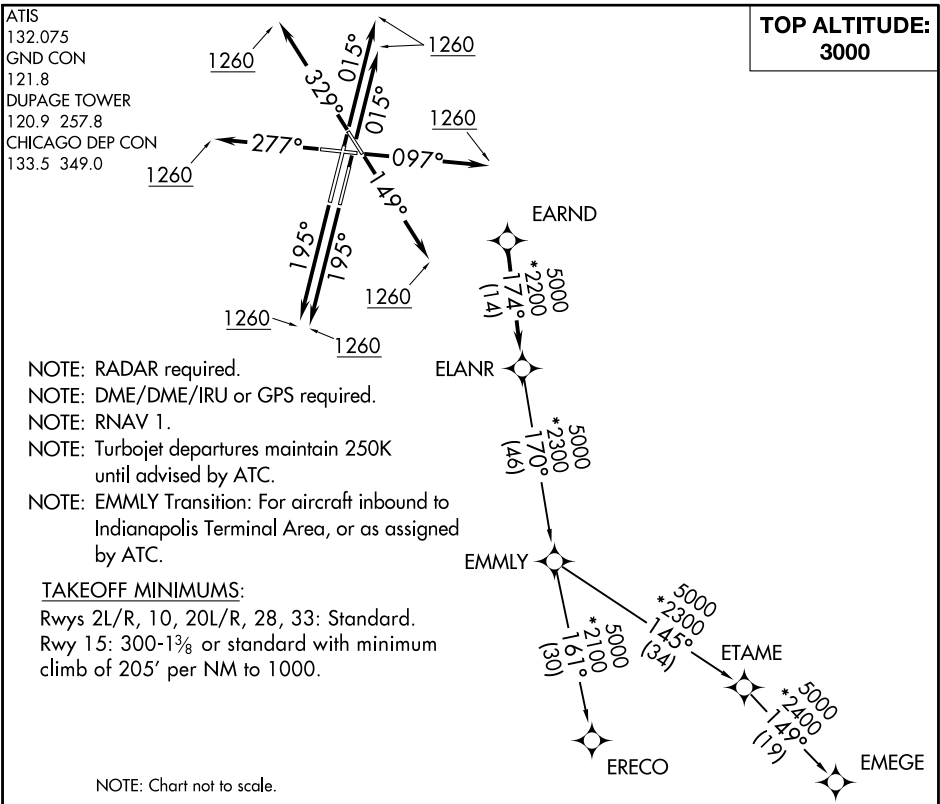 ATIS
132.075
GND CON
121.8
DUPAGE TOWER
120.9 257.8
CHICAGO DEP CON
133.5 349.0
TOP ALTITUDE:
3000
1260
329°
015°
015°
1260
1260
277°
097°
1260
149°
195°
195°
1260
1260
1260
EARND
5000
*2200
174°
(14)
ELANR
5000
*2300
170°
(46)
EMMLY
5000
*2300
145°
(34)
5000
*2100
161°
(30)
ETAME
5000
*2400
149°
(19)
ERECO
EMEGE
NOTE: RADAR required.
NOTE: DME/DME/IRU or GPS required.
NOTE: RNAV 1.
NOTE: Turbojet departures maintain 250K
until advised by ATC.
NOTE: EMMLY Transition: For aircraft inbound to
Indianapolis Terminal Area, or as assigned
by ATC.
TAKEOFF MINIMUMS:
Rwys 2L/R, 10, 20L/R, 28, 33: Standard.
Rwy 15: 300-1⅜ or standard with minimum
climb of 205' per NM to 1000.
NOTE: Chart not to scale.